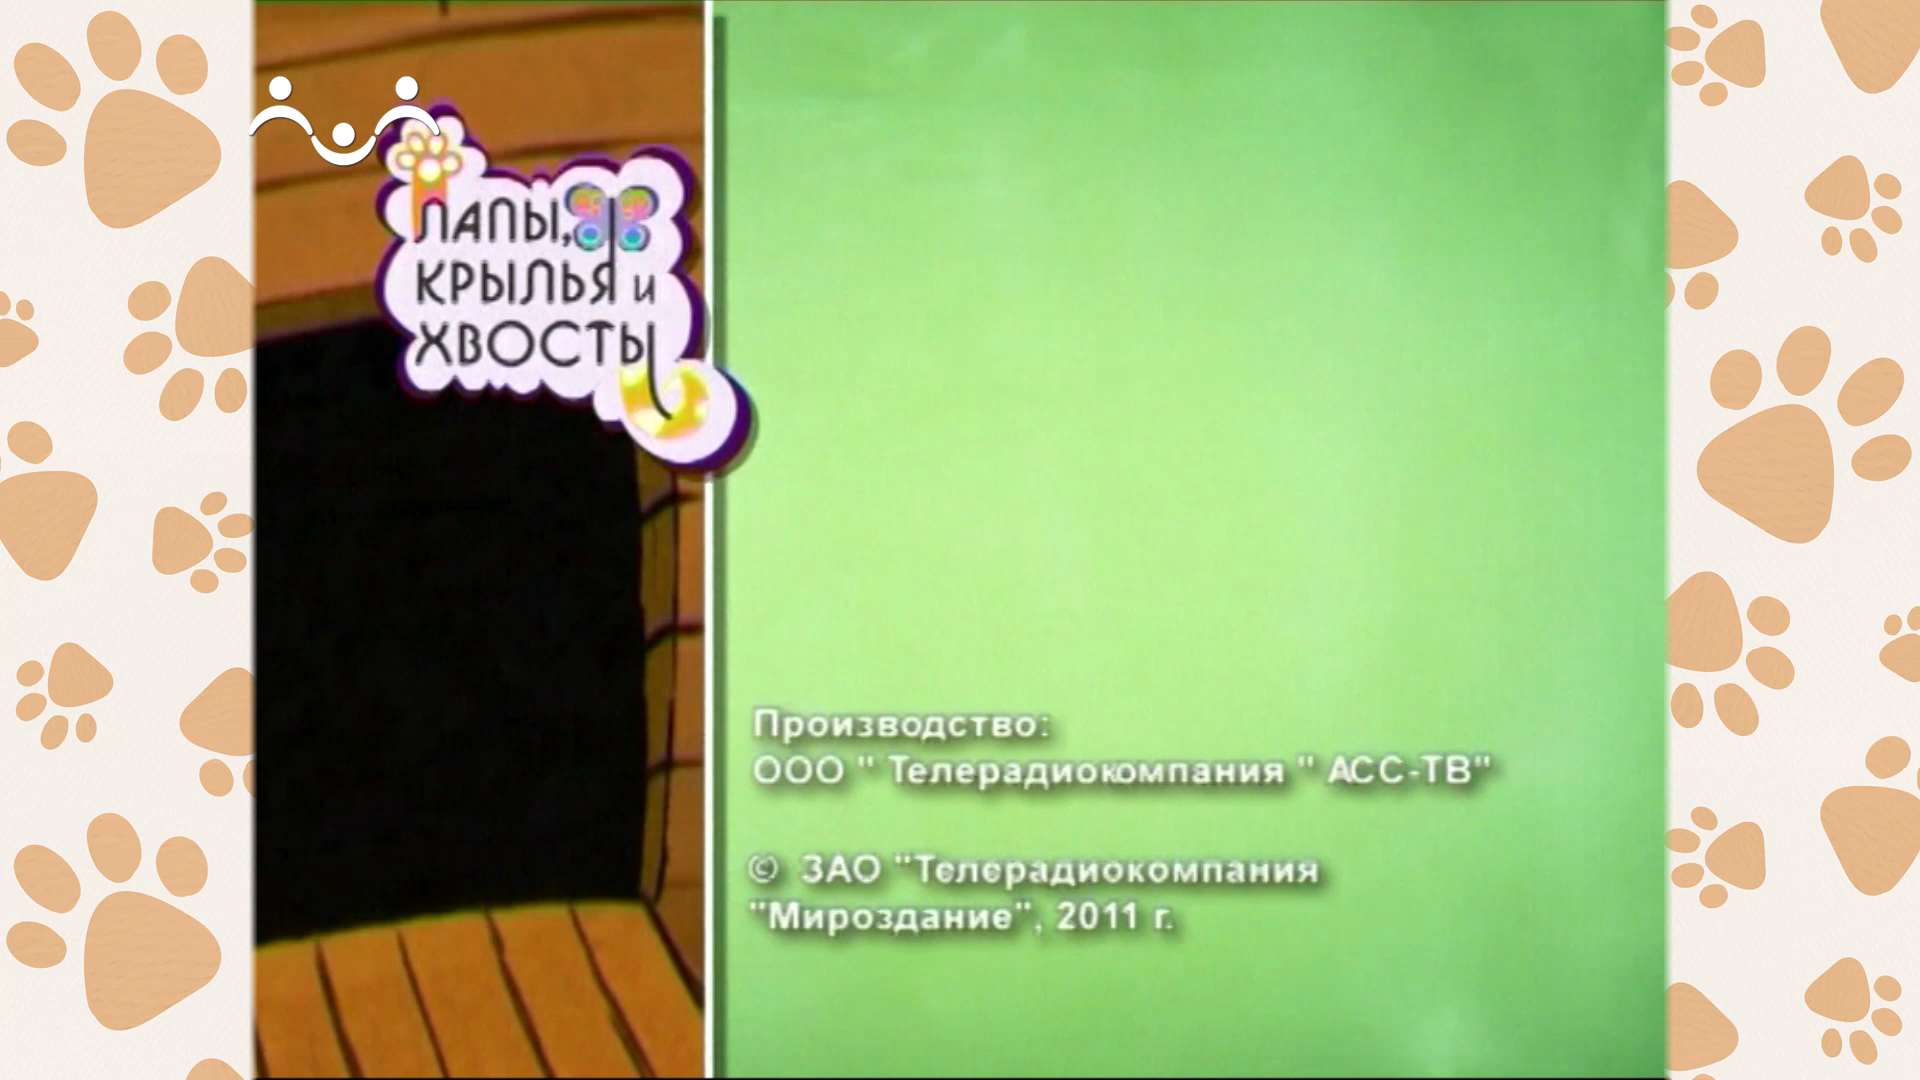 ЛАПЫ,
КРЫЛЬЯ и
ХВОСТЫ
Производство:
ООО " Телерадиокомпания " АСС-ТВ"
© ЗАО "Телерадиокомпания
"Мироздание", 2011 г.